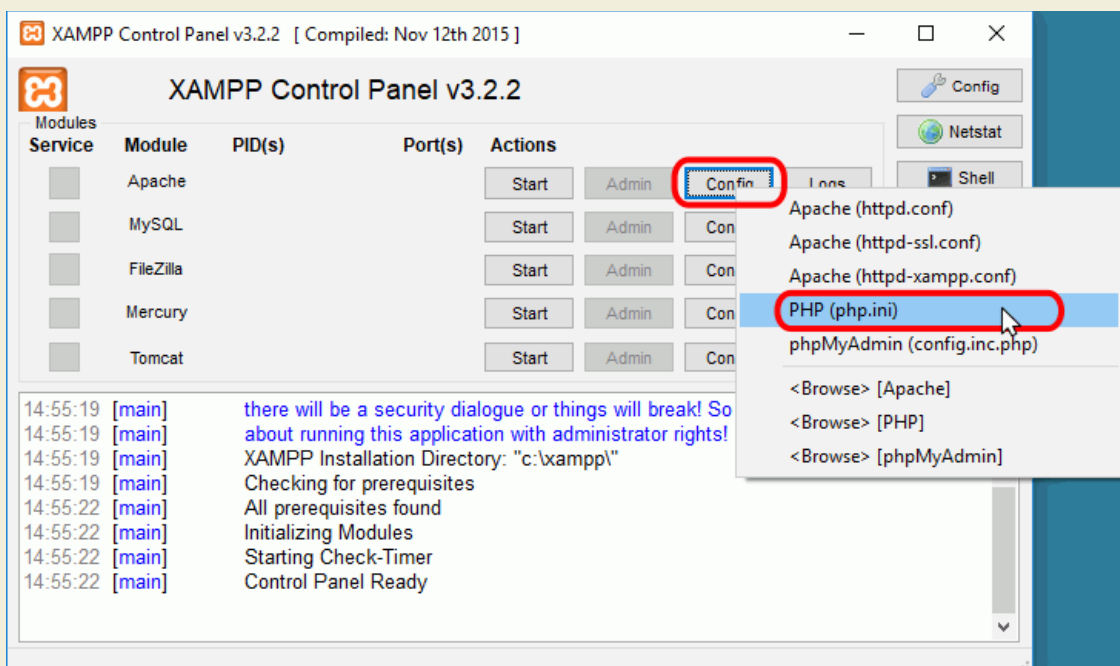 XAMPP Control Panel v3.2.2 [ Compiled: Nov 12th 2015 ]
XAMPP Control Panel v3.2.2
Config
Modules
Netstat
Service Module PID(s) Port(s) Actions
Shell
Apache Start Admin Config Logs
MySQL Start Admin Con
FileZilla Start Admin Con
Mercury Start Admin Con
Tomcat Start Admin Con
Apache (httpd.conf)
Apache (httpd-ssl.conf)
Apache (httpd-xampp.conf)
PHP (php.ini)
phpMyAdmin (config.inc.php)
<Browse> [Apache]
<Browse> [PHP]
<Browse> [phpMyAdmin]
14:55:19 [main] there will be a security dialogue or things will break! So
14:55:19 [main] about running this application with administrator rights!
14:55:19 [main] XAMPP Installation Directory: "c:\xampp\"
14:55:19 [main] Checking for prerequisites
14:55:22 [main] All prerequisites found
14:55:22 [main] Initializing Modules
14:55:22 [main] Starting Check-Timer
14:55:22 [main] Control Panel Ready